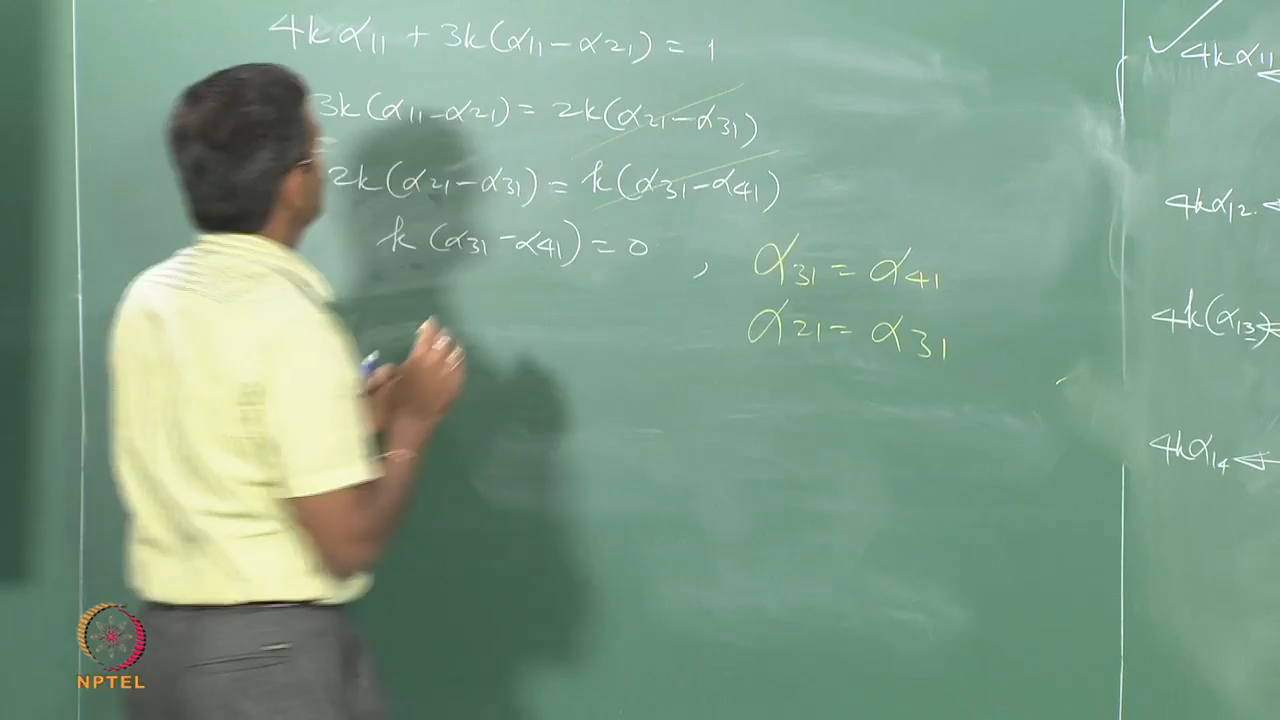 4kα11 + 3k(α11 – α21) = 1
3k(α11 – α21) = 2k(α21 – α31)
2k(α21 – α31) = k(α31 – α41)
k (α31 – α41) = 0 , α31 = α41
α21 = α31
✓ 4kα11
4kα12
4k(α13)
4kα14
NPTEL